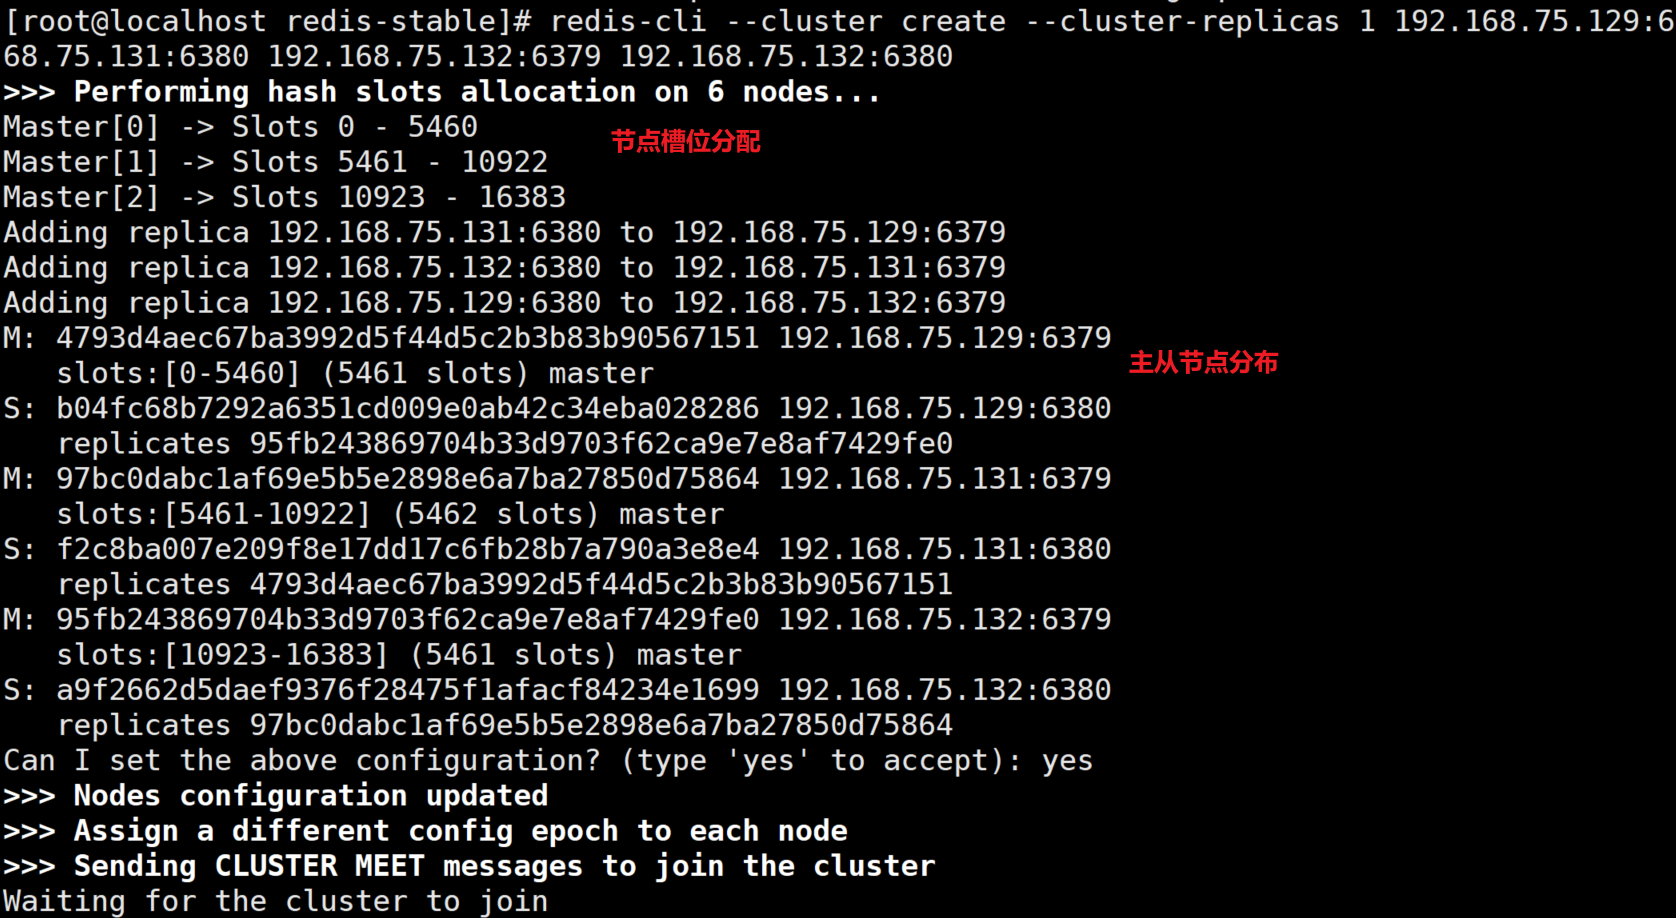 [root@localhost redis-stable]# redis-cli --cluster create --cluster-replicas 1 192.168.75.129:6
68.75.131:6380 192.168.75.132:6379 192.168.75.132:6380
>>> Performing hash slots allocation on 6 nodes...
Master[0] -> Slots 0 - 5460
节点槽位分配
Master[1] -> Slots 5461 - 10922
Master[2] -> Slots 10923 - 16383
Adding replica 192.168.75.131:6380 to 192.168.75.129:6379
Adding replica 192.168.75.132:6380 to 192.168.75.131:6379
Adding replica 192.168.75.129:6380 to 192.168.75.132:6379
M: 4793d4aec67ba3992d5f44d5c2b3b83b90567151 192.168.75.129:6379
主从节点分布
slots:[0-5460] (5461 slots) master
S: b04fc68b7292a6351cd009e0ab42c34eba028286 192.168.75.129:6380
replicates 95fb243869704b33d9703f62ca9e7e8af7429fe0
M: 97bc0dabc1af69e5b5e2898e6a7ba27850d75864 192.168.75.131:6379
slots:[5461-10922] (5462 slots) master
S: f2c8ba007e209f8e17dd17c6fb28b7a790a3e8e4 192.168.75.131:6380
replicates 4793d4aec67ba3992d5f44d5c2b3b83b90567151
M: 95fb243869704b33d9703f62ca9e7e8af7429fe0 192.168.75.132:6379
slots:[10923-16383] (5461 slots) master
S: a9f2662d5daef9376f28475f1afacf84234e1699 192.168.75.132:6380
replicates 97bc0dabc1af69e5b5e2898e6a7ba27850d75864
Can I set the above configuration? (type 'yes' to accept): yes
>>> Nodes configuration updated
>>> Assign a different config epoch to each node
>>> Sending CLUSTER MEET messages to join the cluster
Waiting for the cluster to join